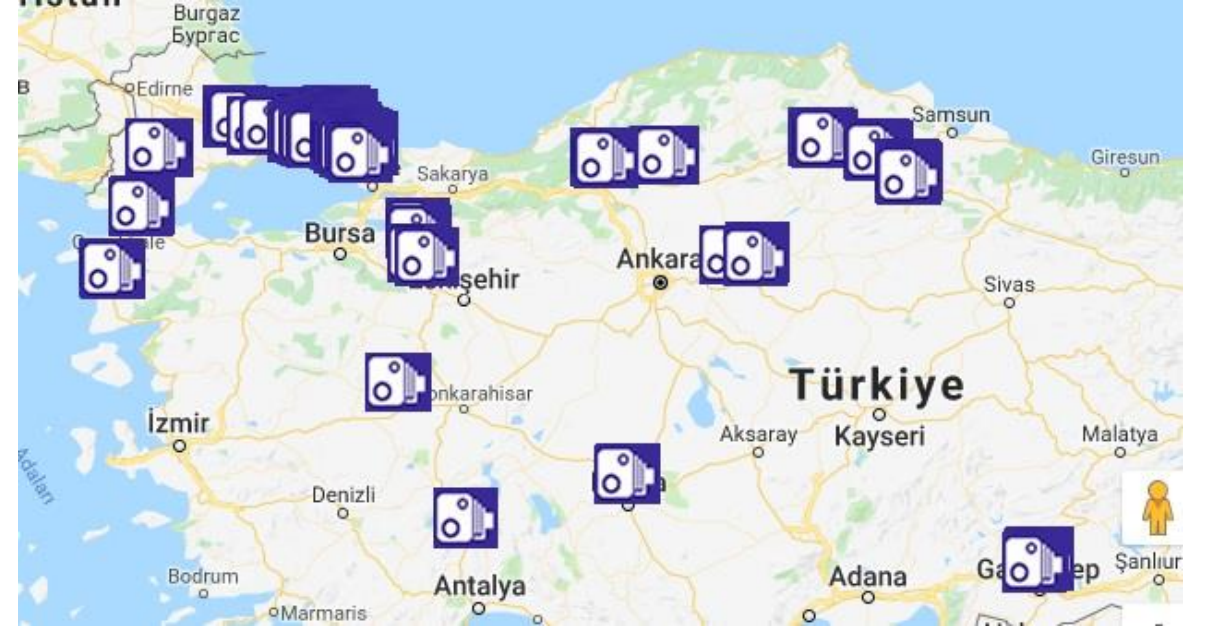 Burgaz
Бургас
Edirne
Samsun
Giresun
Sakarya
Bursa
Ankara
Sivas
Türkiye
İzmir
Aksaray
Kayseri
Malatya
Denizli
Adaları
Bodrum
Antalya
Adana
Marmaris